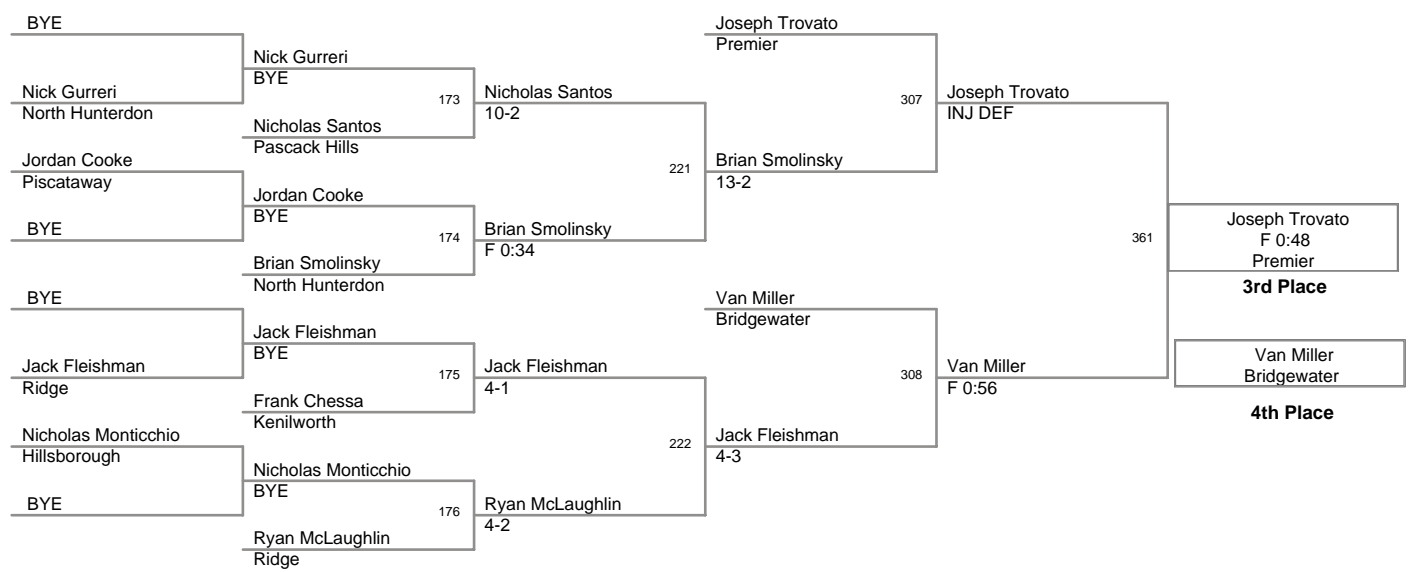 BYE
Nick Gurreri
North Hunterdon
Jordan Cooke
Piscataway
BYE
BYE
Jack Fleishman
Ridge
Nicholas Monticchio
Hillsborough
BYE
Nick Gurreri
BYE
173
Nicholas Santos
Pascack Hills
Jordan Cooke
BYE
174
Brian Smolinsky
North Hunterdon
Jack Fleishman
BYE
175
Frank Chessa
Kenilworth
Nicholas Monticchio
BYE
176
Ryan McLaughlin
Ridge
Nicholas Santos
10-2
221
Brian Smolinsky
F 0:34
Jack Fleishman
4-1
222
Ryan McLaughlin
4-2
Joseph Trovato
Premier
307
Brian Smolinsky
13-2
Van Miller
Bridgewater
308
Jack Fleishman
4-3
Joseph Trovato
INJ DEF
361
Van Miller
F 0:56
Joseph Trovato
F 0:48
Premier
3rd Place
Van Miller
Bridgewater
4th Place